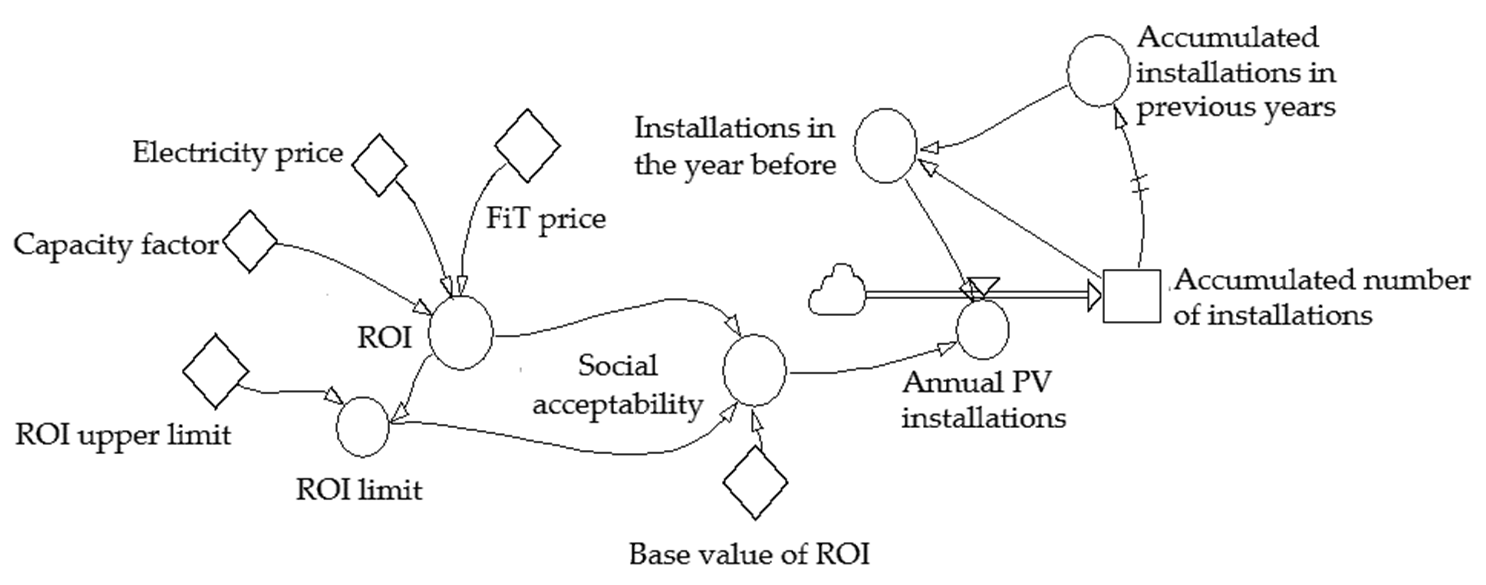 Accumulated
installations in
previous years
Installations in
the year before
Electricity price
FiT price
Capacity factor
Accumulated number
of installations
ROI
Social
acceptability
Annual PV
installations
ROI upper limit
ROI limit
Base value of ROI